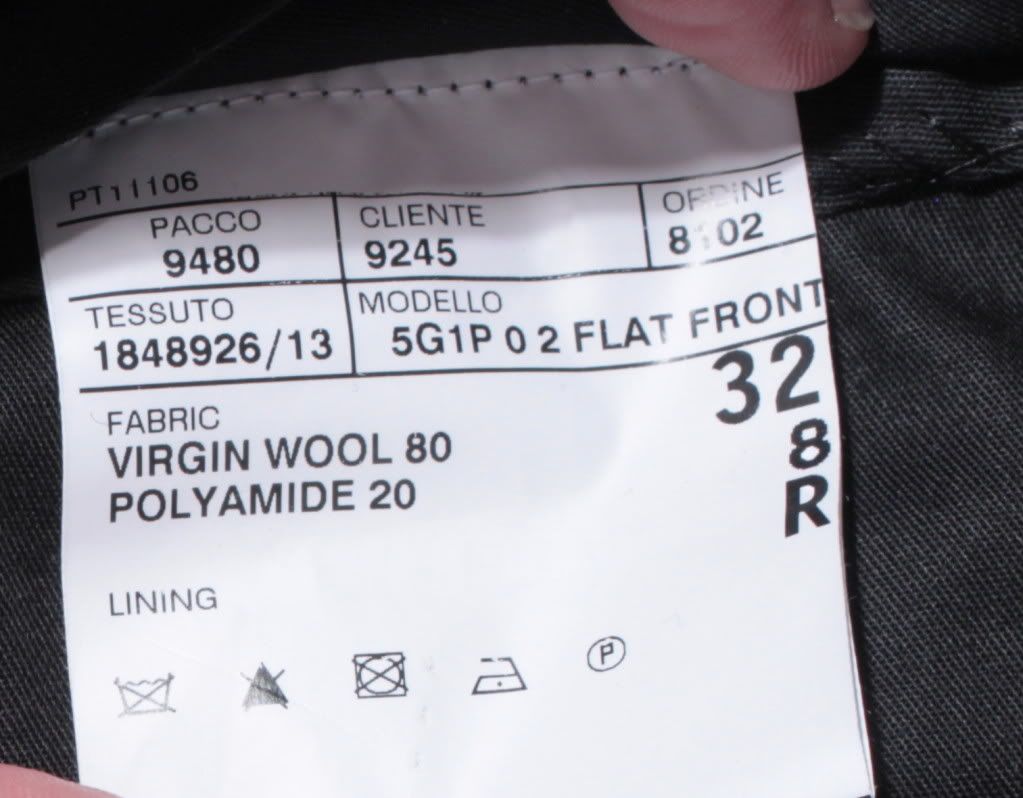 PT11106
PACCO CLIENTE ORDINE
9480 9245 8102
TESSUTO MODELLO
1848926/13 5G1P 0 2 FLAT FRONT
32
FABRIC
VIRGIN WOOL 80
8
POLYAMIDE 20
R
LINING
P